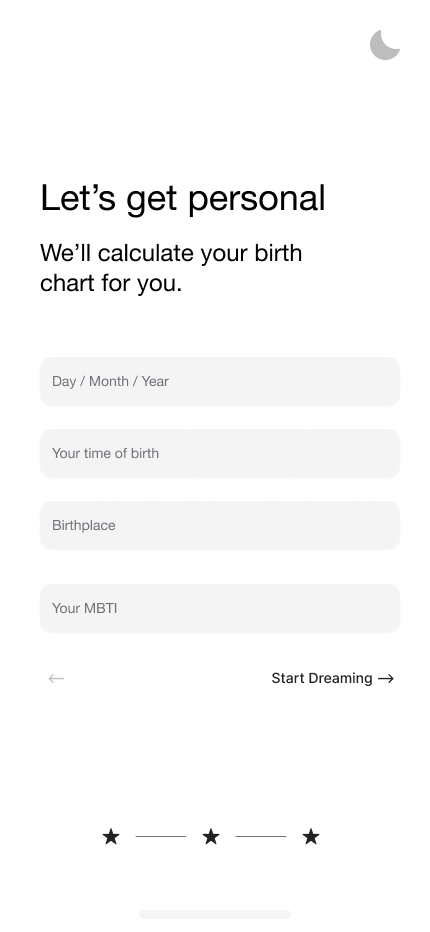 Let’s get personal
We’ll calculate your birth
chart for you.
Day / Month / Year
Your time of birth
Birthplace
Your MBTI
Start Dreaming